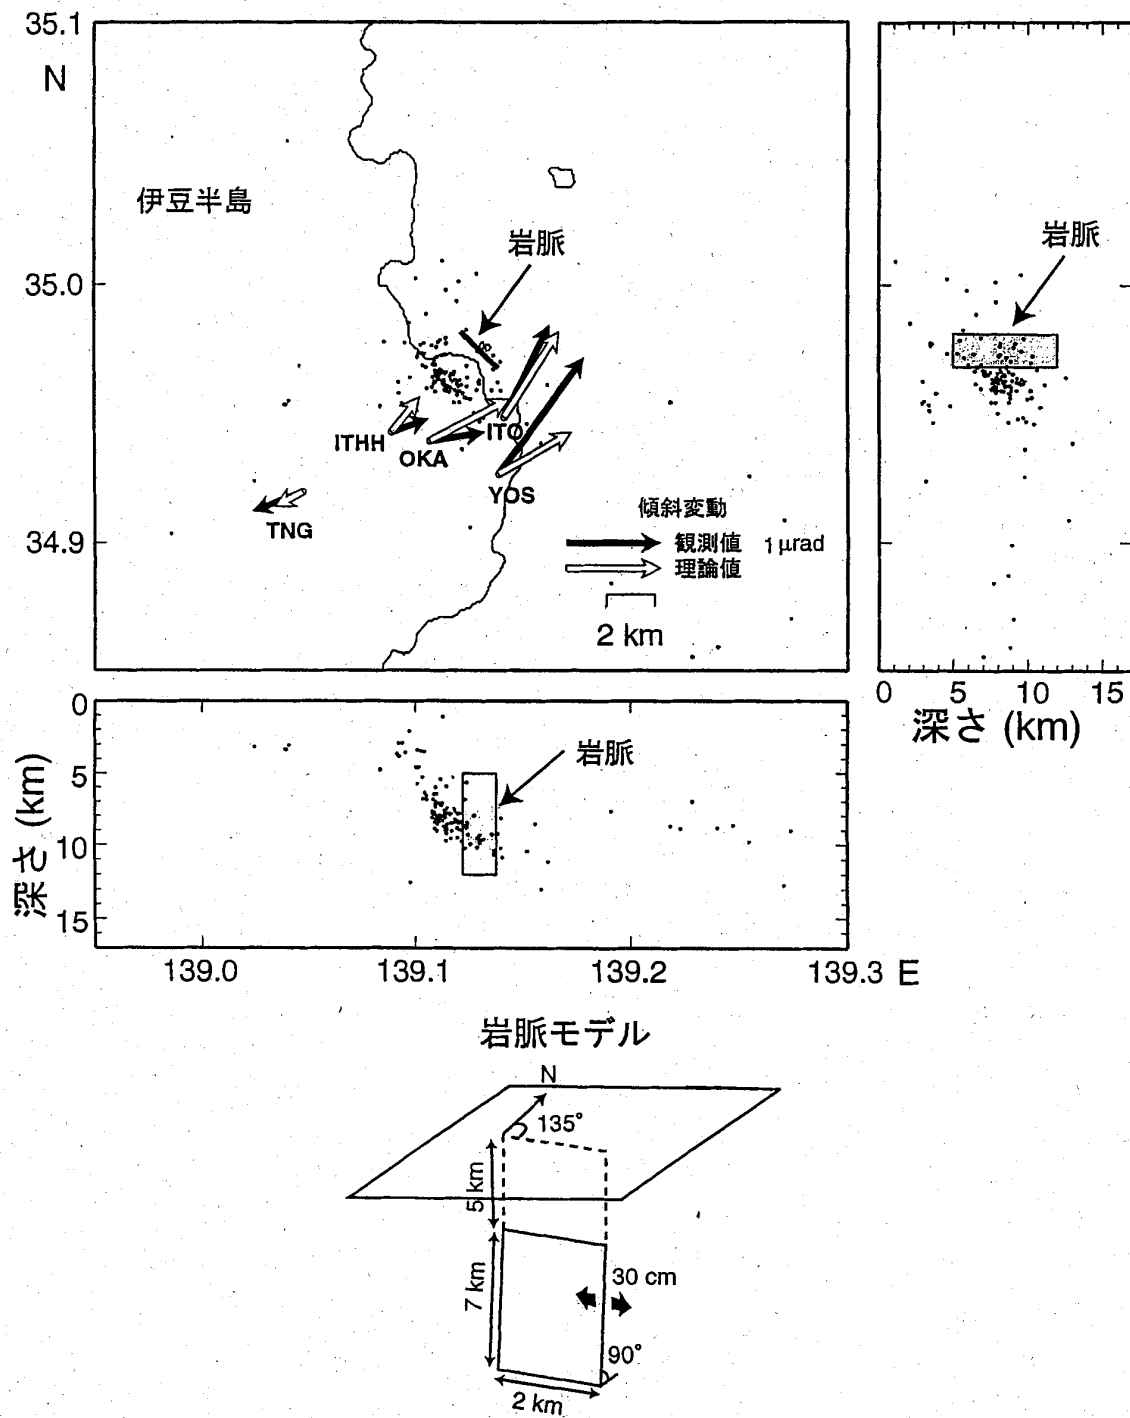 35.1
N
伊豆半島
岩脈
岩脈
35.0
ITHH
OKA
ITO
YOS
TNG
傾斜変動
観測値 1 μrad
理論値
34.9
2 km
0 5 10 15
深さ (km)
0
5
10
15
深さ (km)
岩脈
139.0 139.1 139.2 139.3 E
岩脈モデル
N
135°
5 km
7 km
30 cm
90°
2 km